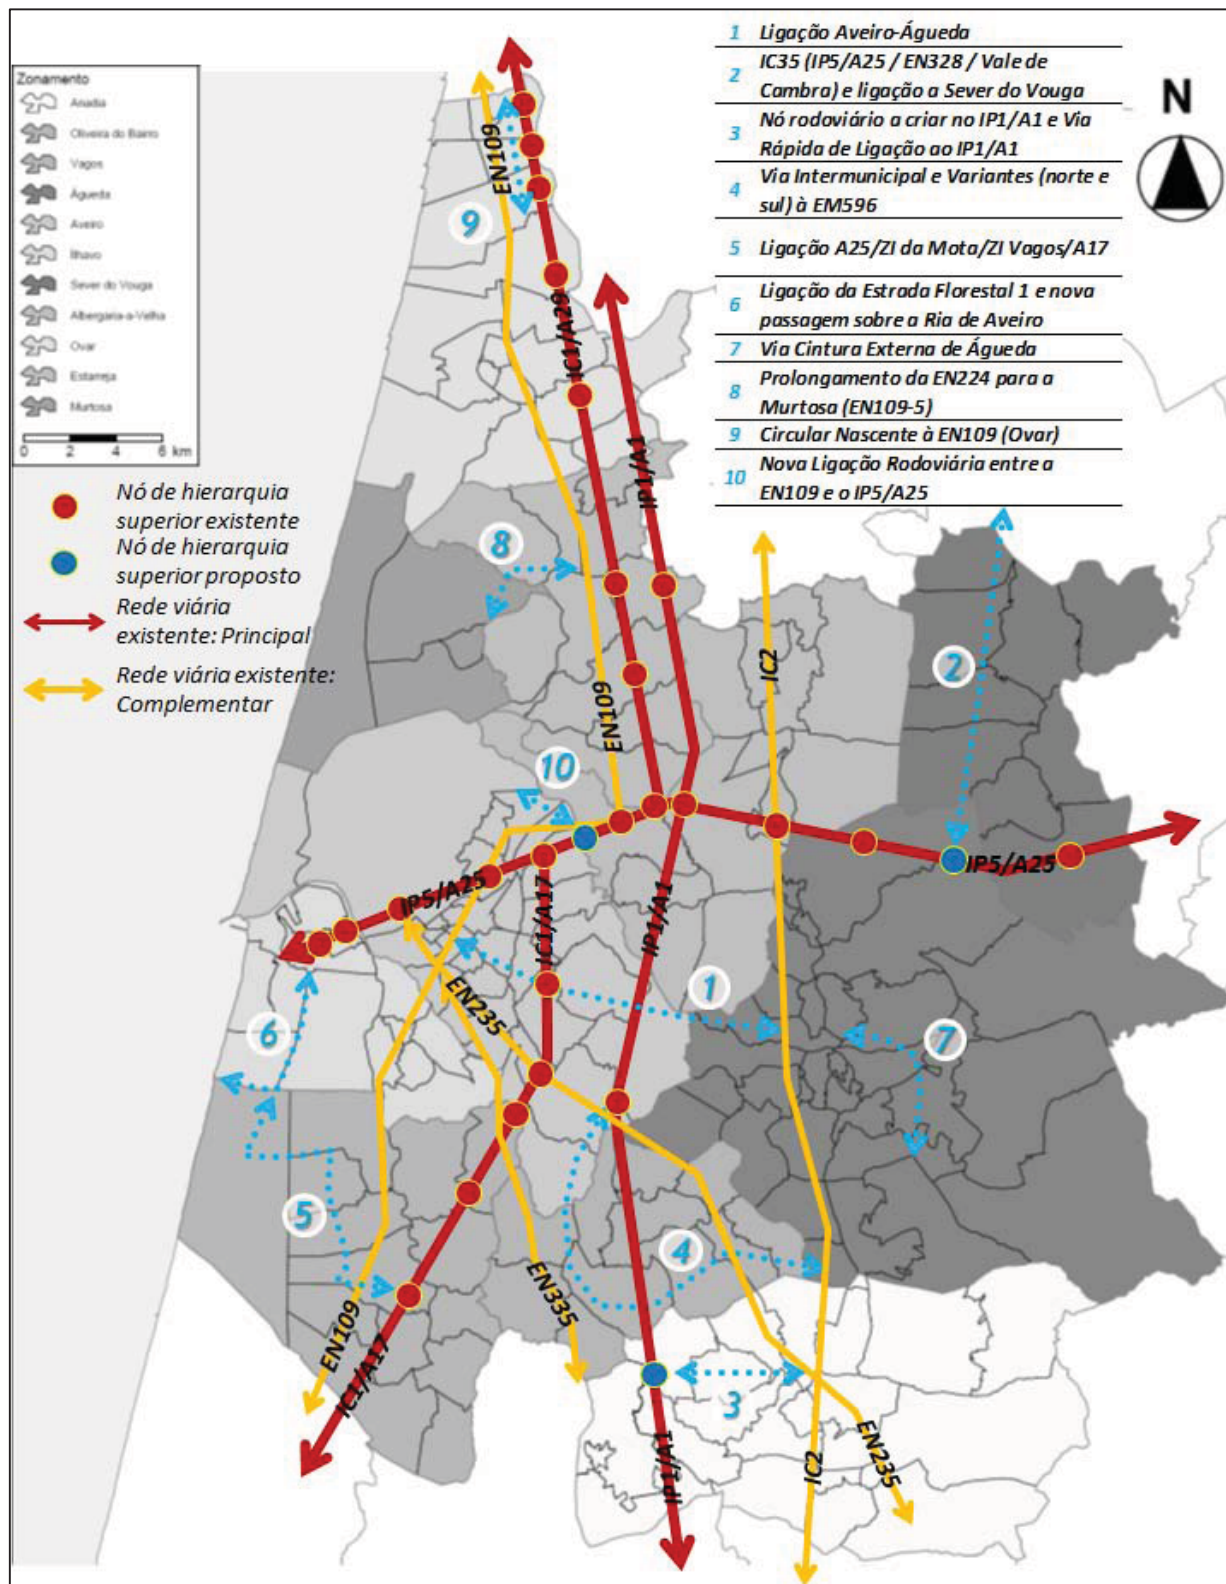 1 Ligação Aveiro-Águeda
2 IC35 (IP5/A25 / EN328 / Vale de
Cambra) e ligação a Sever do Vouga
3 Nó rodoviário a criar no IP1/A1 e Via
Rápida de Ligação ao IP1/A1
4 Via Intermunicipal e Variantes (norte e
sul) à EM596
5 Ligação A25/ZI da Mota/ZI Vagos/A17
6 Ligação da Estrada Florestal 1 e nova
passagem sobre a Ria de Aveiro
7 Via Cintura Externa de Águeda
8 Prolongamento da EN224 para a
Murtosa (EN109-5)
9 Circular Nascente à EN109 (Ovar)
10 Nova Ligação Rodoviária entre a
EN109 e o IP5/A25
N
Zonamento
Anadia
Oliveira do Bairro
Vagos
Águeda
Aveiro
Ílhavo
Sever do Vouga
Albergaria-a-Velha
Ovar
Estarreja
Murtosa
0 2 4 6 km
Nó de hierarquia
superior existente
Nó de hierarquia
superior proposto
Rede viária
existente: Principal
Rede viária existente:
Complementar
EN109
9
IC1/A29
IP1/A1
8
IC2
2
EN109
10
IP5/A25
IP5/A25
IC1/A17
IP1/A1
1
EN235
6
7
5
4
EN335
EN109
IC1/A17
3
IP1/A1
IC2
EN235